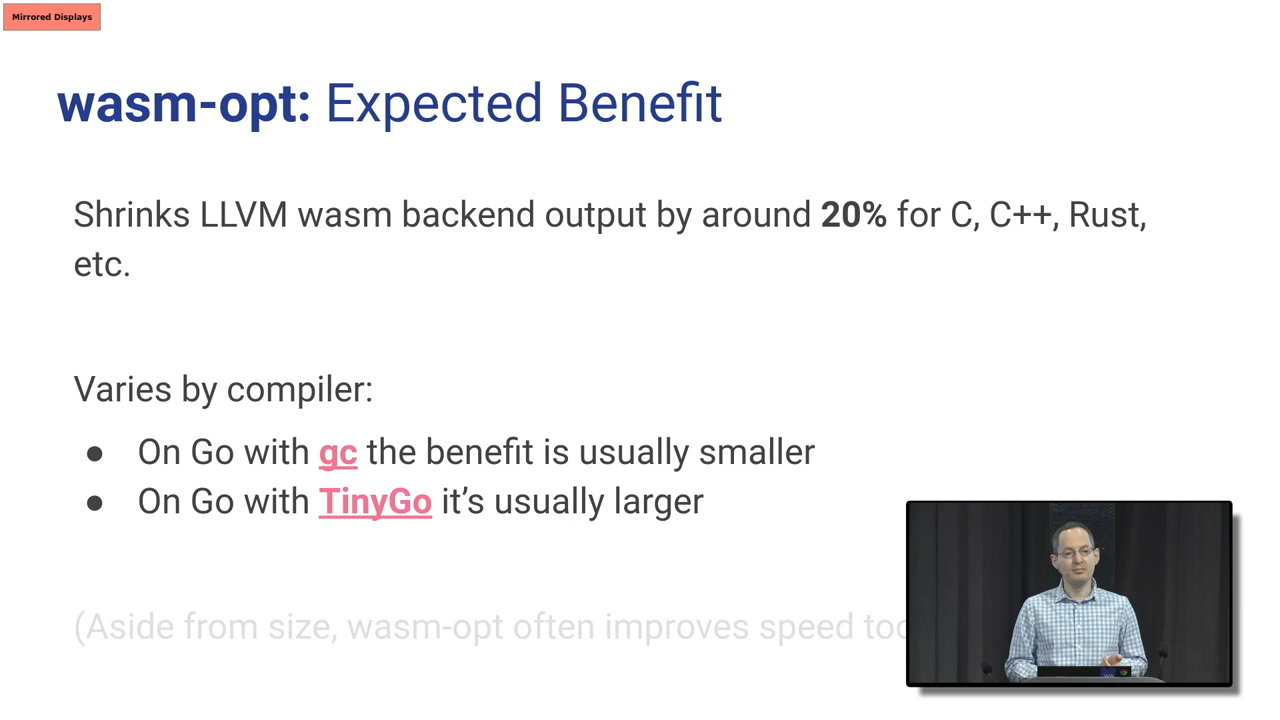 Mirrored Displays
wasm-opt: Expected Benefit
Shrinks LLVM wasm backend output by around 20% for C, C++, Rust,
etc.
Varies by compiler:
● On Go with gc the benefit is usually smaller
● On Go with TinyGo it’s usually larger
(Aside from size, wasm-opt often improves speed too